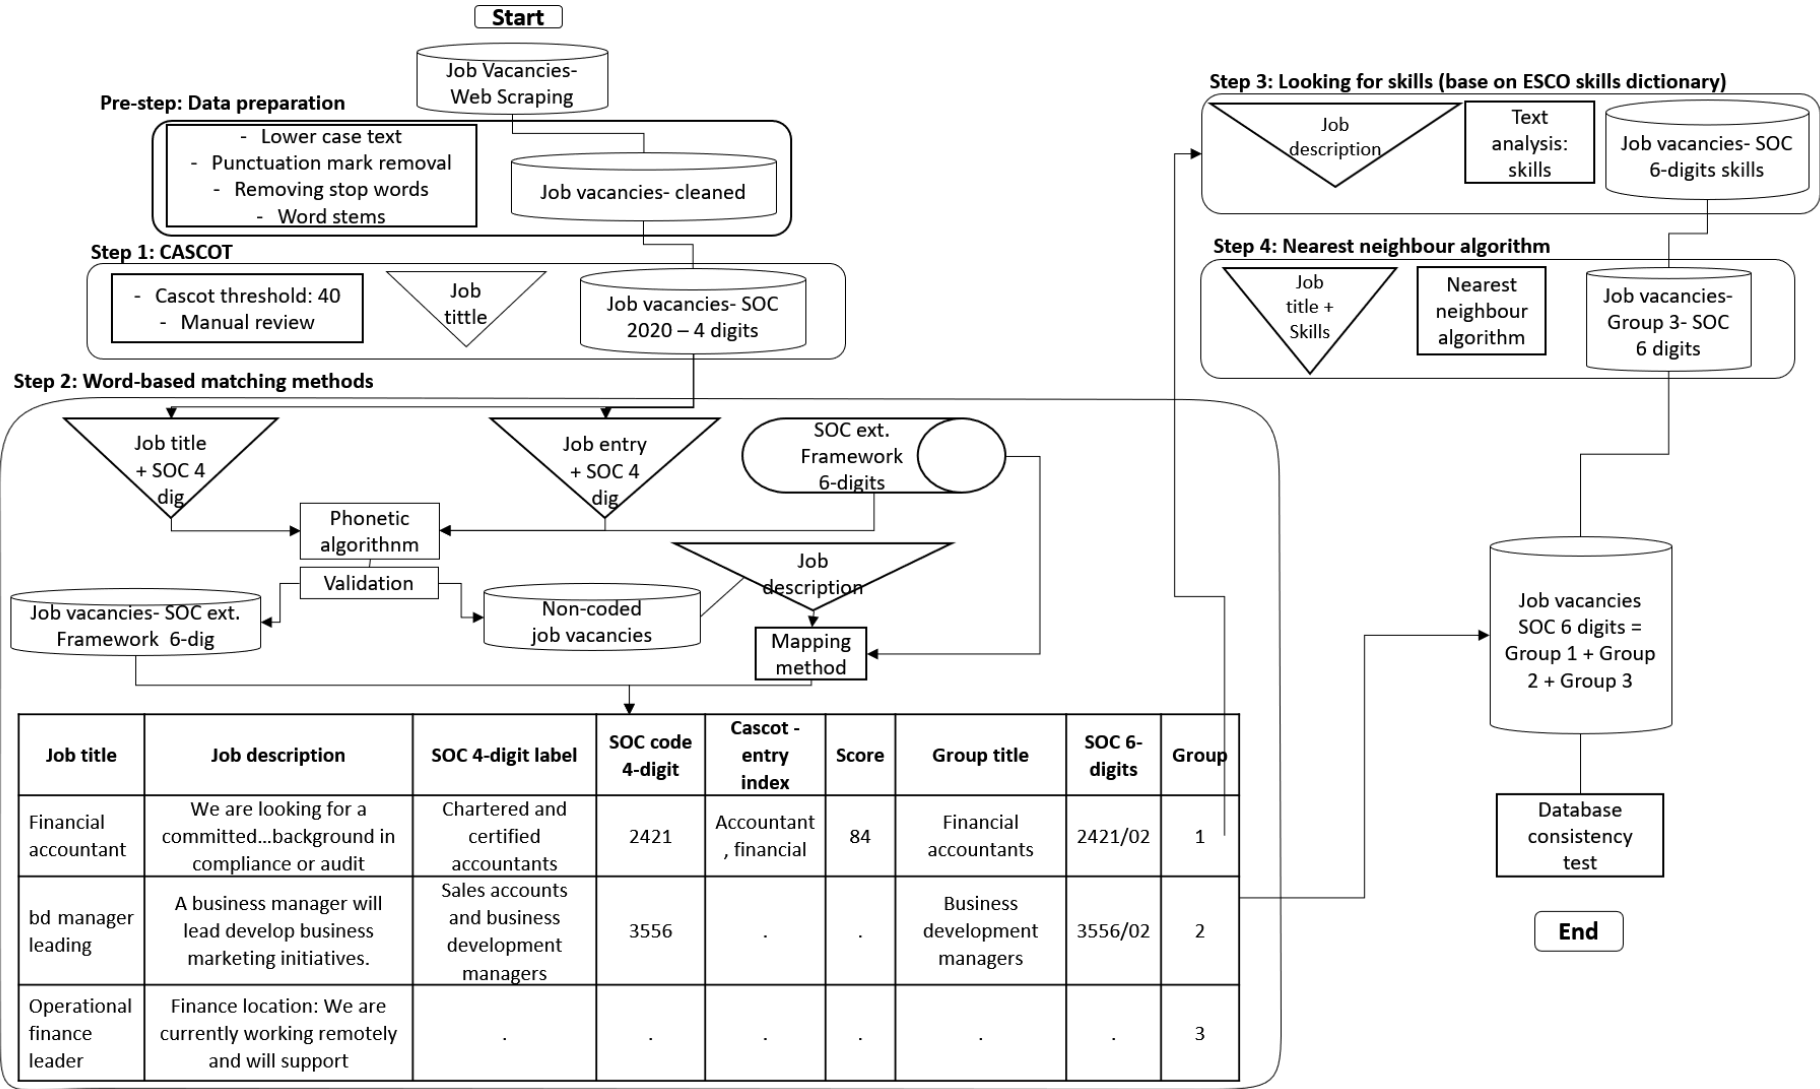 Start
Job Vacancies-
Web Scraping
Pre-step: Data preparation
- Lower case text
- Punctuation mark removal
- Removing stop words
- Word stems
Job vacancies- cleaned
Step 1: CASCOT
- Cascot threshold: 40
- Manual review
Job
tittle
Job vacancies- SOC
2020 – 4 digits
Step 2: Word-based matching methods
Job title
+ SOC 4
dig
Job entry
+ SOC 4
dig
SOC ext.
Framework
6-digits
Phonetic
algorithnm
Validation
Job vacancies- SOC ext.
Framework 6-dig
Non-coded
job vacancies
Job
description
Mapping
method
Job title
Job description
SOC 4-digit label
SOC code
4-digit
Cascot -
entry
index
Score
Group title
SOC 6-
digits
Group
Financial
accountant
We are looking for a
committed...background in
compliance or audit
Chartered and
certified
accountants
2421
Accountant
, financial
84
Financial
accountants
2421/02
1
bd manager
leading
A business manager will
lead develop business
marketing initiatives.
Sales accounts
and business
development
managers
3556
.
.
Business
development
managers
3556/02
2
Operational
finance
leader
Finance location: We are
currently working remotely
and will support
.
.
.
.
.
.
3
Step 3: Looking for skills (base on ESCO skills dictionary)
Job
description
Text
analysis:
skills
Job vacancies- SOC
6-digits skills
Step 4: Nearest neighbour algorithm
Job
title +
Skills
Nearest
neighbour
algorithm
Job vacancies-
Group 3- SOC
6 digits
Job vacancies
SOC 6 digits =
Group 1 + Group
2 + Group 3
Database
consistency
test
End